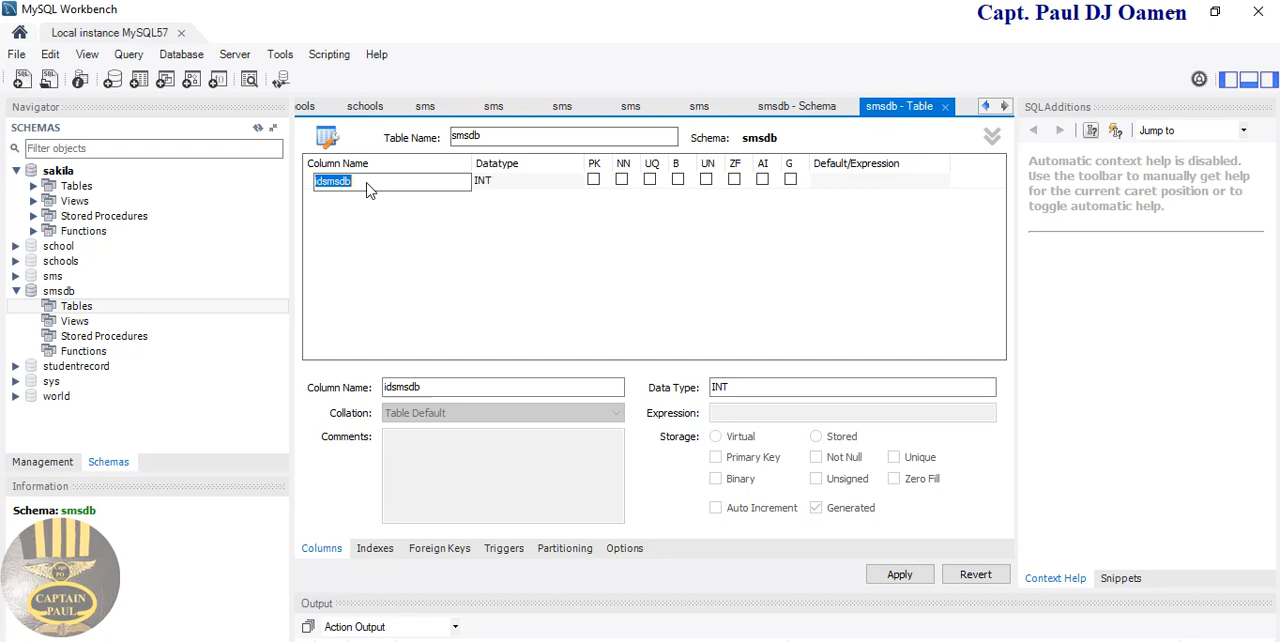 MySQL Workbench
Capt. Paul DJ Oamen
Local instance MySQL57
File Edit View Query Database Server Tools Scripting Help
Navigator
SCHEMAS
Filter objects
sakila
Tables
Views
Stored Procedures
Functions
school
schools
sms
smsdb
Tables
Views
Stored Procedures
Functions
studentrecord
sys
world
Management Schemas
Information
Schema: smsdb
Capt
PO
CAPTAIN
PAUL
ools schools sms sms sms sms sms smsdb - Schema smsdb - Table
Table Name: smsdb Schema: smsdb
Column Name Datatype PK NN UQ B UN ZF AI G Default/Expression
idsmsdb INT
Column Name: idsmsdb Data Type: INT
Collation: Table Default Expression:
Comments: Storage: Virtual Stored
Primary Key Not Null Unique
Binary Unsigned Zero Fill
Auto Increment Generated
Columns Indexes Foreign Keys Triggers Partitioning Options
Apply Revert
Output
Action Output
SQLAdditions
Jump to
Automatic context help is disabled.
Use the toolbar to manually get help
for the current caret position or to
toggle automatic help.
Context Help Snippets